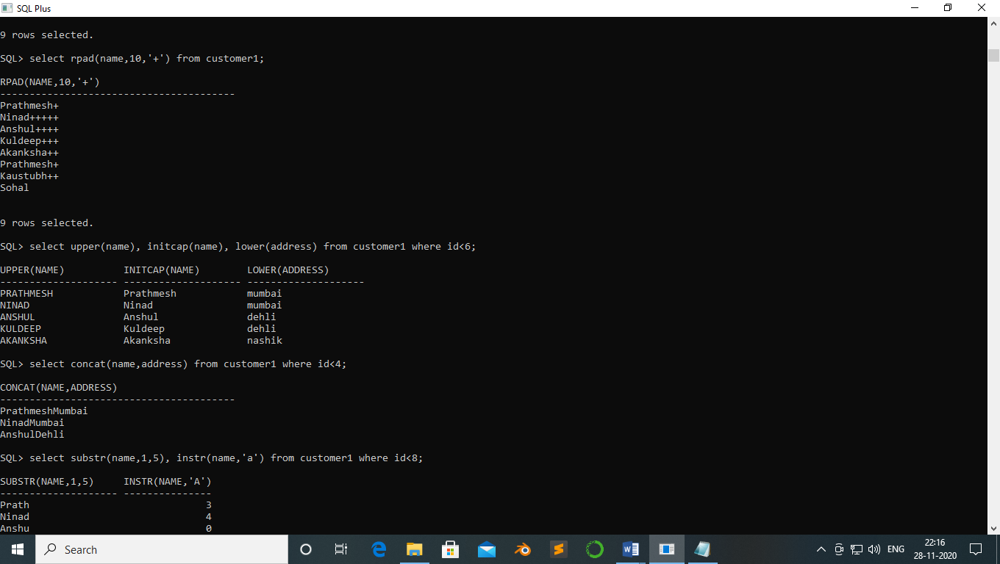 SQL Plus
9 rows selected.
SQL> select rpad(name,10,'+') from customer1;
RPAD(NAME,10,'+')
----------------------------------------
Prathmesh+
Ninad+++++
Anshul++++
Kuldeep+++
Akanksha++
Prathmesh+
Kaustubh++
Sohal
9 rows selected.
SQL> select upper(name), initcap(name), lower(address) from customer1 where id<6;
UPPER(NAME)          INITCAP(NAME)        LOWER(ADDRESS)
-------------------- -------------------- --------------------
PRATHMESH            Prathmesh            mumbai
NINAD                Ninad                mumbai
ANSHUL               Anshul               dehli
KULDEEP              Kuldeep              dehli
AKANKSHA             Akanksha             nashik
SQL> select concat(name,address) from customer1 where id<4;
CONCAT(NAME,ADDRESS)
----------------------------------------
PrathmeshMumbai
NinadMumbai
AnshulDehli
SQL> select substr(name,1,5), instr(name,'a') from customer1 where id<8;
SUBSTR(NAME,1,5)     INSTR(NAME,'A')
-------------------- ---------------
Prath                              3
Ninad                              4
Anshu                              0
Search
ENG
22:16
28-11-2020